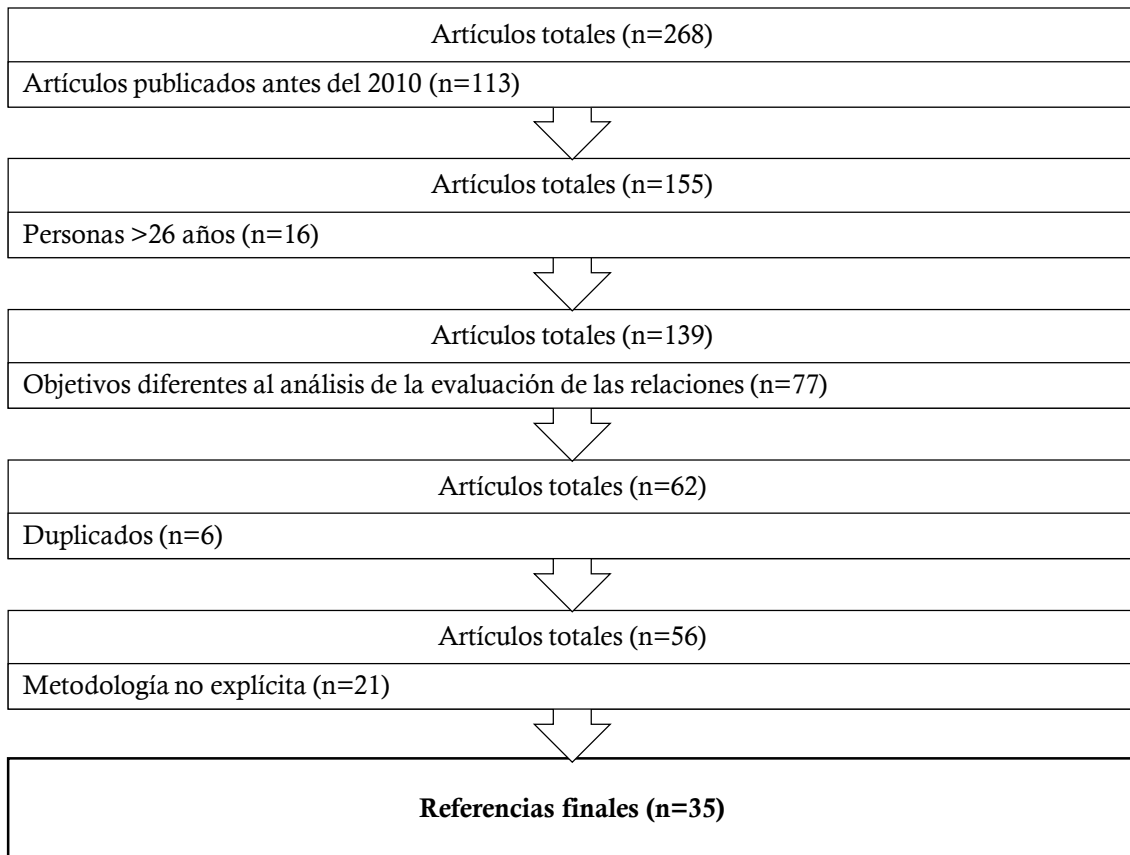 Artículos totales (n=268)
Artículos publicados antes del 2010 (n=113)
Artículos totales (n=155)
Personas >26 años (n=16)
Artículos totales (n=139)
Objetivos diferentes al análisis de la evaluación de las relaciones (n=77)
Artículos totales (n=62)
Duplicados (n=6)
Artículos totales (n=56)
Metodología no explícita (n=21)
Referencias finales (n=35)